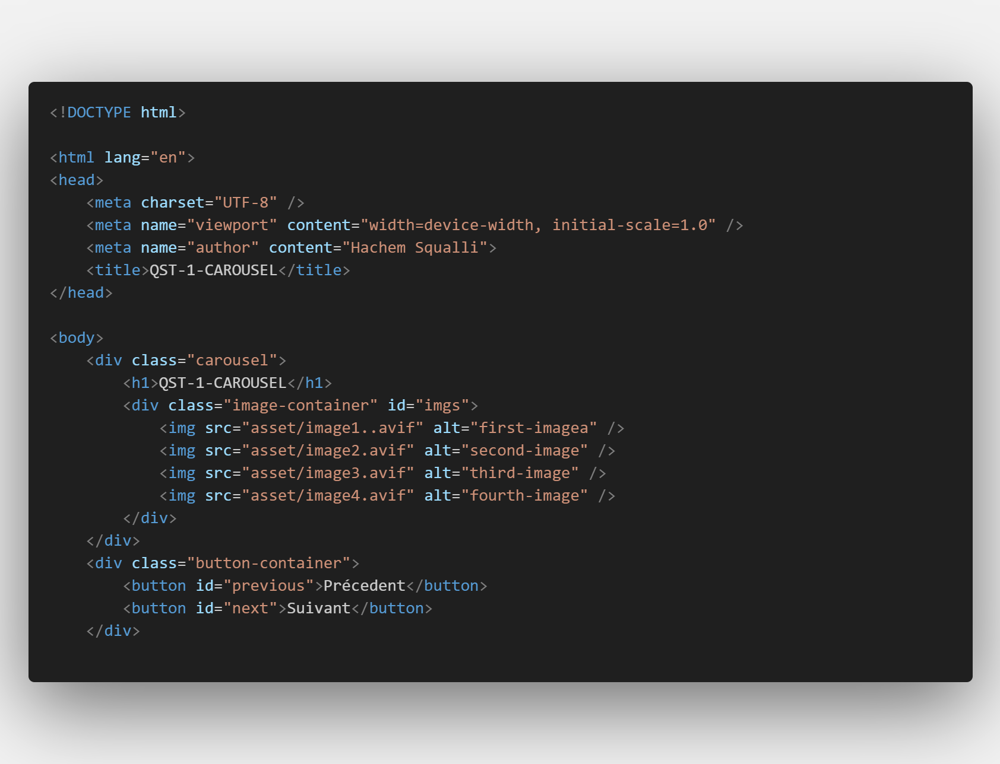 <!DOCTYPE html>
<html lang="en">
<head>
    <meta charset="UTF-8" />
    <meta name="viewport" content="width=device-width, initial-scale=1.0" />
    <meta name="author" content="Hachem Squalli">
    <title>QST-1-CAROUSEL</title>
</head>
<body>
    <div class="carousel">
        <h1>QST-1-CAROUSEL</h1>
        <div class="image-container" id="imgs">
            <img src="asset/image1..avif" alt="first-imagea" />
            <img src="asset/image2.avif" alt="second-image" />
            <img src="asset/image3.avif" alt="third-image" />
            <img src="asset/image4.avif" alt="fourth-image" />
        </div>
    </div>
    <div class="button-container">
        <button id="previous">Précedent</button>
        <button id="next">Suivant</button>
    </div>